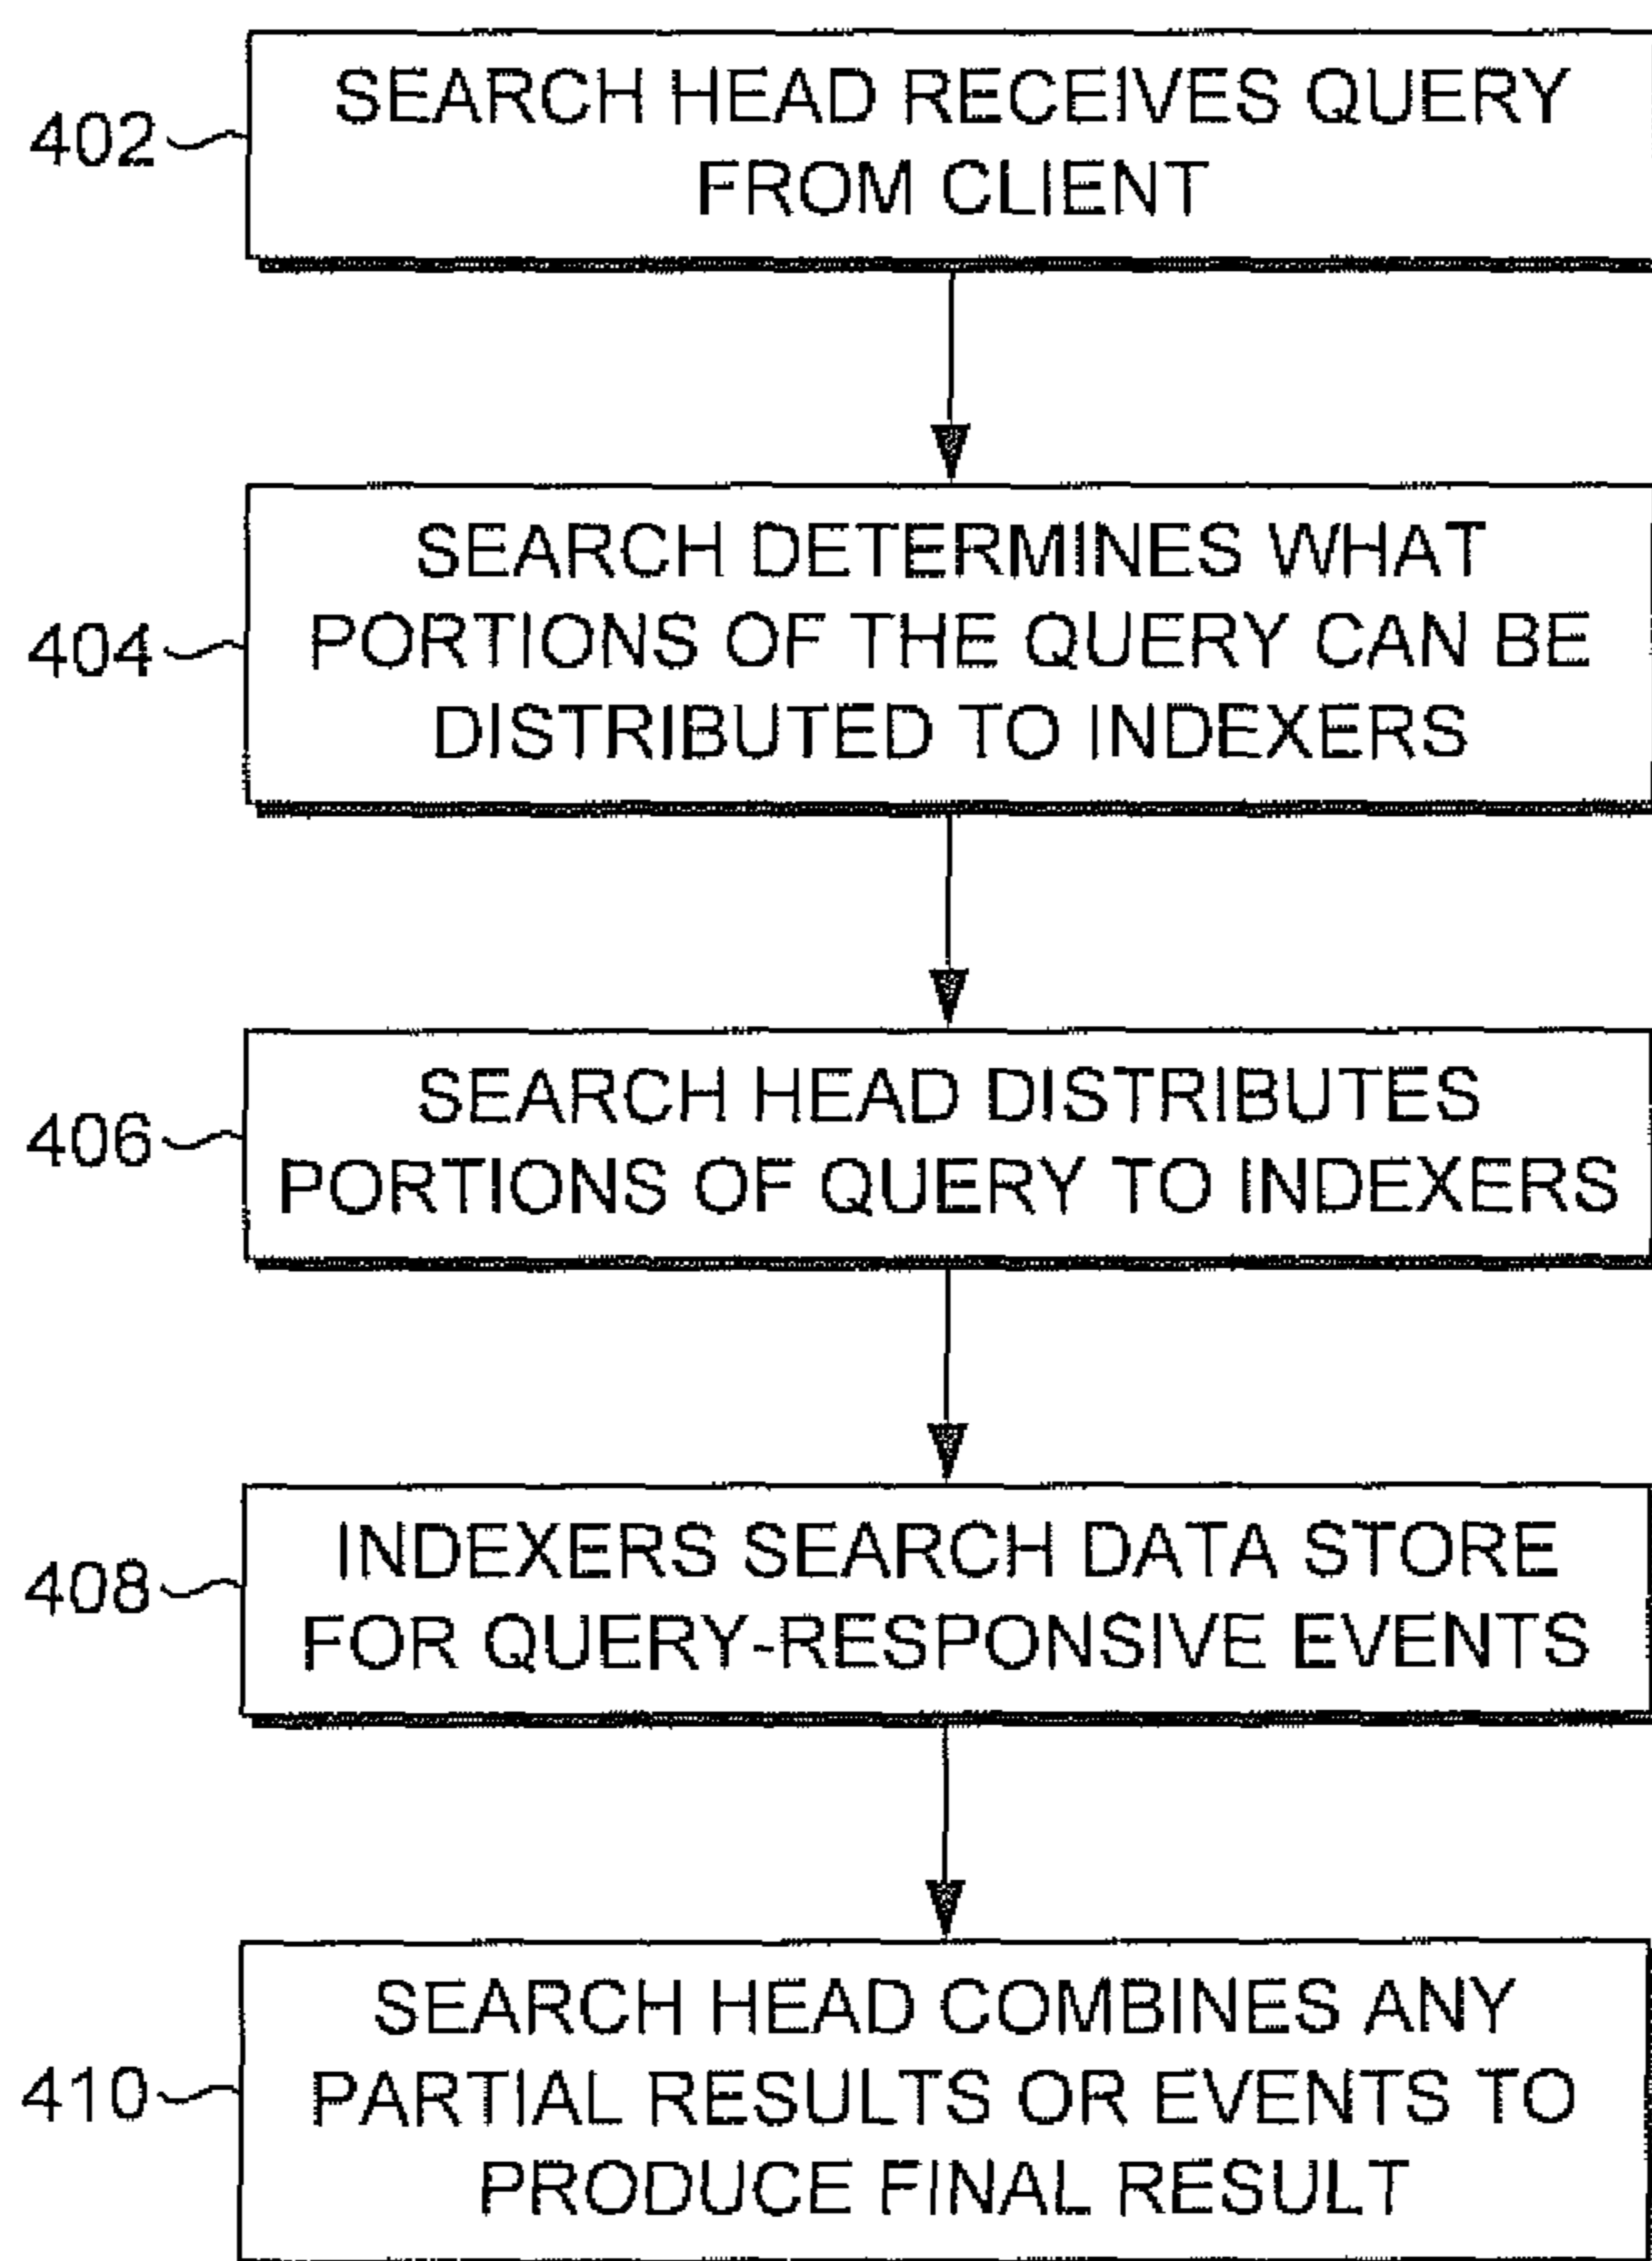 402
SEARCH HEAD RECEIVES QUERY
FROM CLIENT
404
SEARCH DETERMINES WHAT
PORTIONS OF THE QUERY CAN BE
DISTRIBUTED TO INDEXERS
406
SEARCH HEAD DISTRIBUTES
PORTIONS OF QUERY TO INDEXERS
408
INDEXERS SEARCH DATA STORE
FOR QUERY-RESPONSIVE EVENTS
410
SEARCH HEAD COMBINES ANY
PARTIAL RESULTS OR EVENTS TO
PRODUCE FINAL RESULT